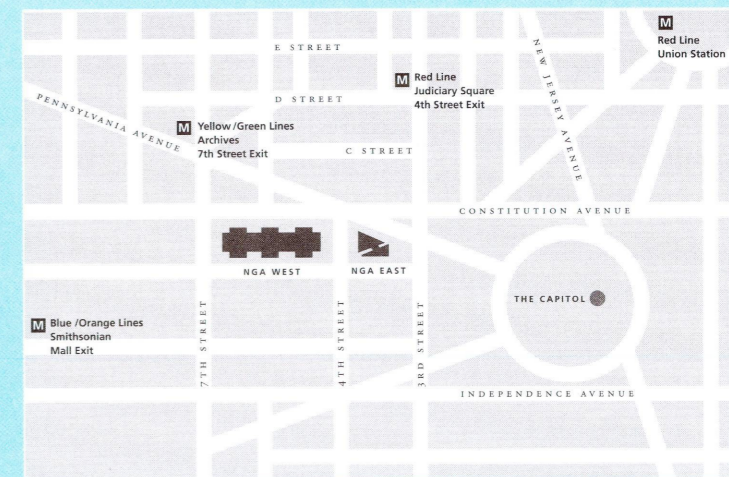 E STREET
NEW JERSEY AVENUE
M
Red Line
Union Station
M Red Line
Judiciary Square
4th Street Exit
D STREET
PENNSYLVANIA AVENUE
M Yellow/Green Lines
Archives
7th Street Exit
C STREET
CONSTITUTION AVENUE
NGA WEST
NGA EAST
THE CAPITOL
M Blue/Orange Lines
Smithsonian
Mall Exit
7TH STREET
4TH STREET
3RD STREET
INDEPENDENCE AVENUE